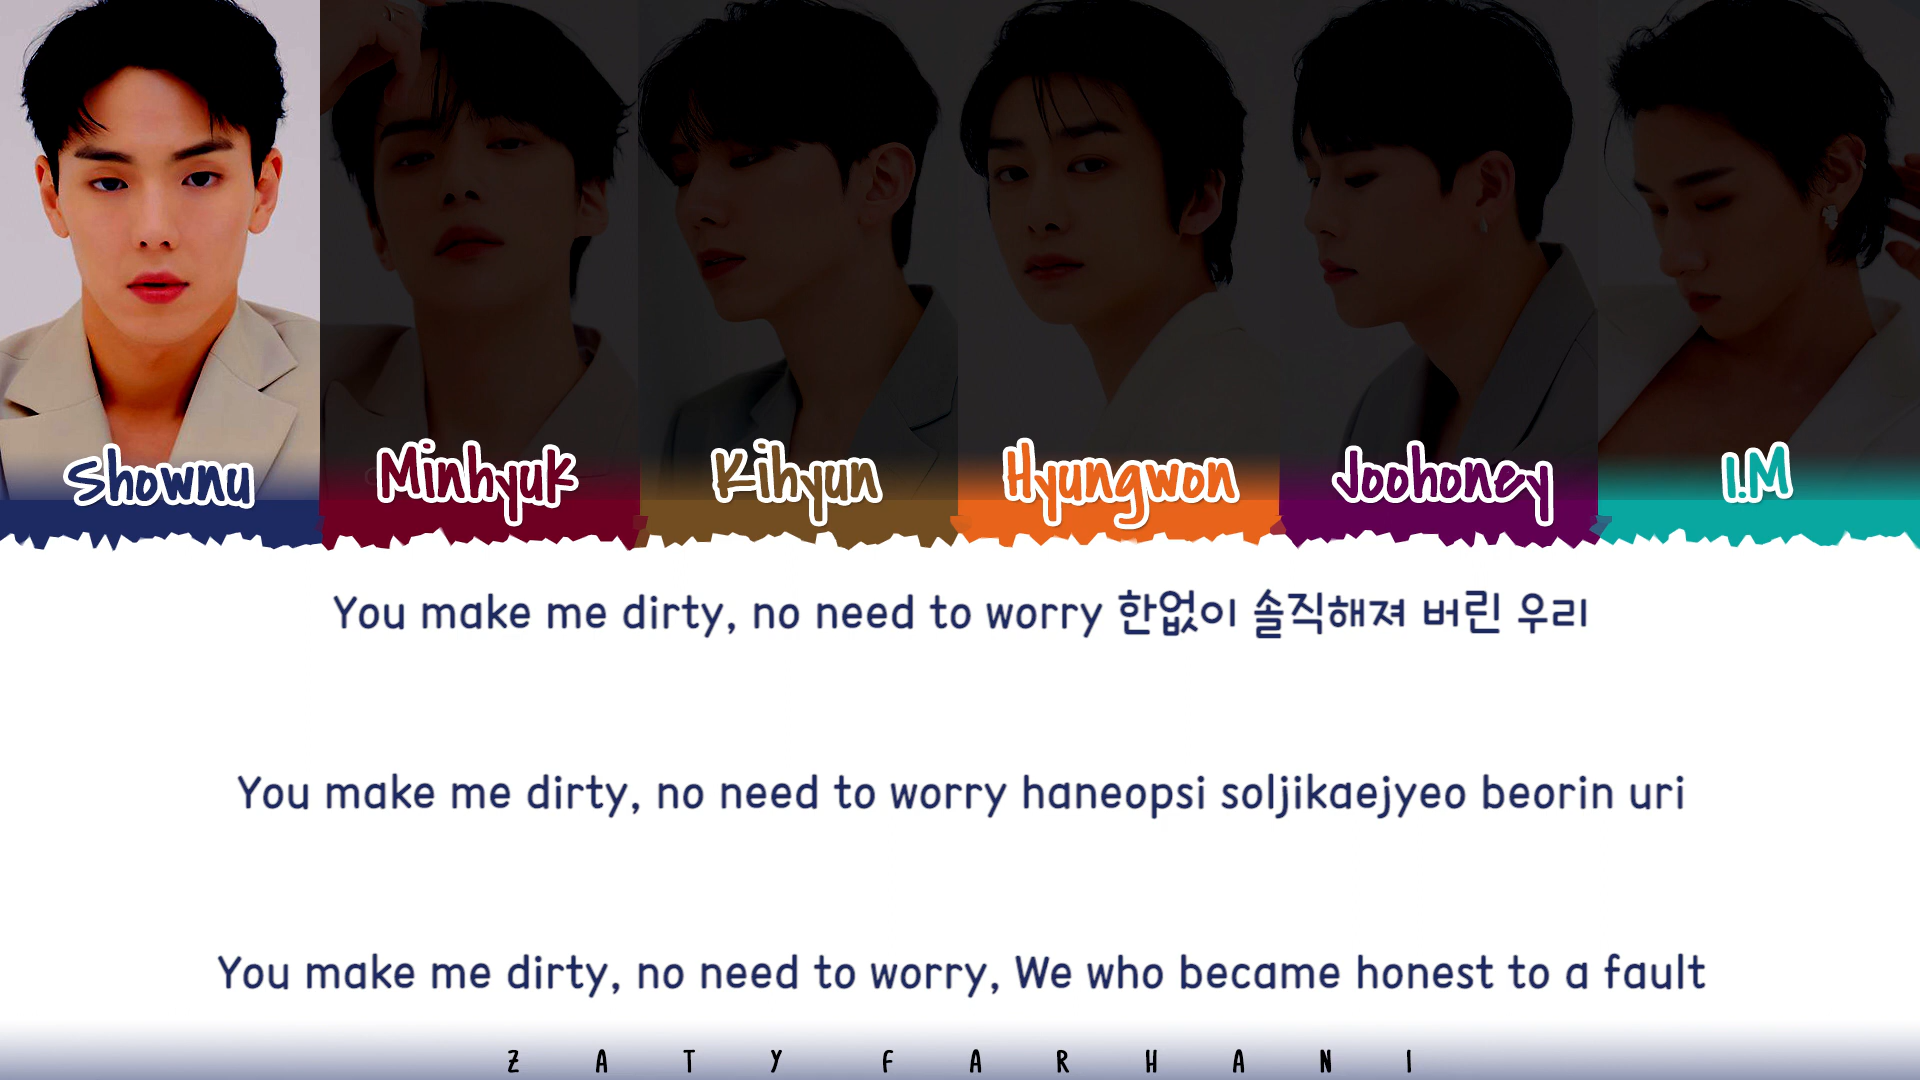 Shownu Minhyuk Kihyun Hyungwon Joohoney I.M
You make me dirty, no need to worry 한없이 솔직해져 버린 우리
You make me dirty, no need to worry haneopsi soljikaejyeo beorin uri
You make me dirty, no need to worry, We who became honest to a fault
ZATY FARHANI